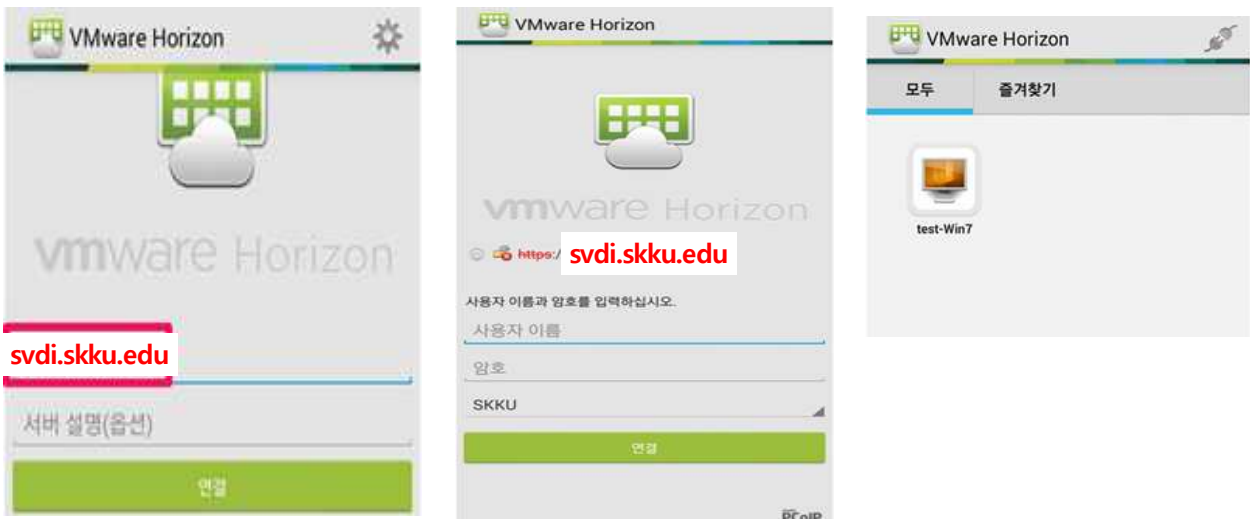 VMware Horizon
vmware Horizon
svdi.skku.edu
서버 설명(옵션)
연결
VMware Horizon
vmware Horizon
https:/ svdi.skku.edu
사용자 이름과 암호를 입력하십시오.
사용자 이름
암호
SKKU
연결
PCoIP
VMware Horizon
모두 즐겨찾기
test-Win7